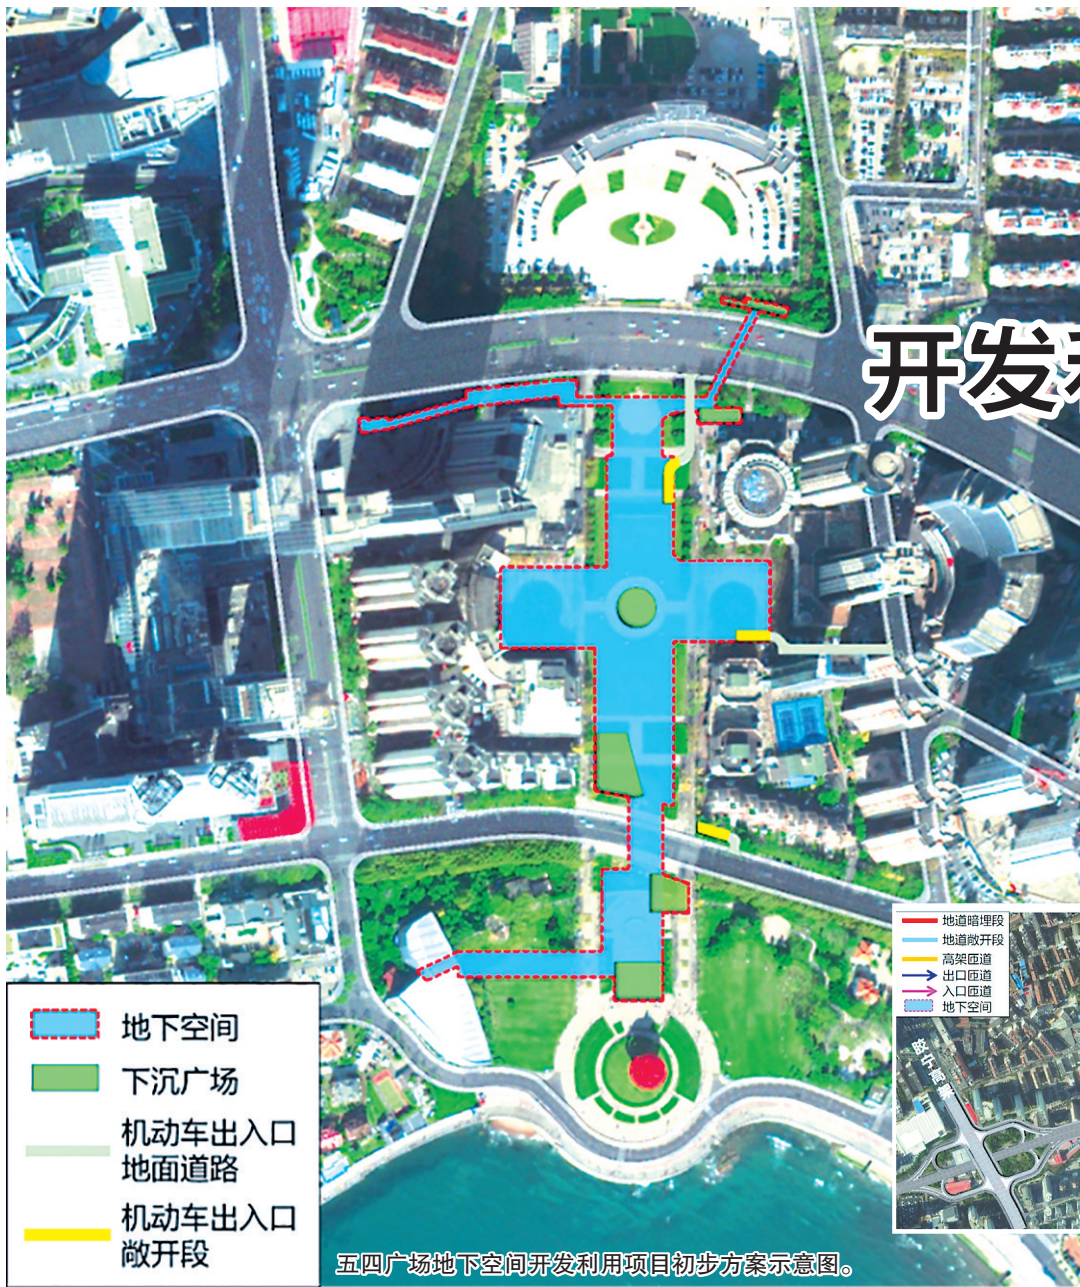 开发
地道暗埋段
地道敞开段
高架匝道
出口匝道
入口匝道
地下空间
地下空间
下沉广场
机动车出入口
地面道路
机动车出入口
敞开段
五四广场地下空间开发利用项目初步方案示意图。